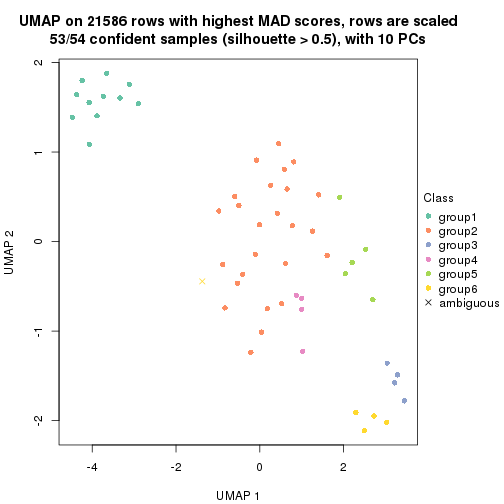 UMAP on 21586 rows with highest MAD scores, rows are scaled
53/54 confident samples (silhouette > 0.5), with 10 PCs
2
1
0
-1
-2
UMAP 2
-4
-2
0
2
UMAP 1
Class
group1
group2
group3
group4
group5
group6
ambiguous